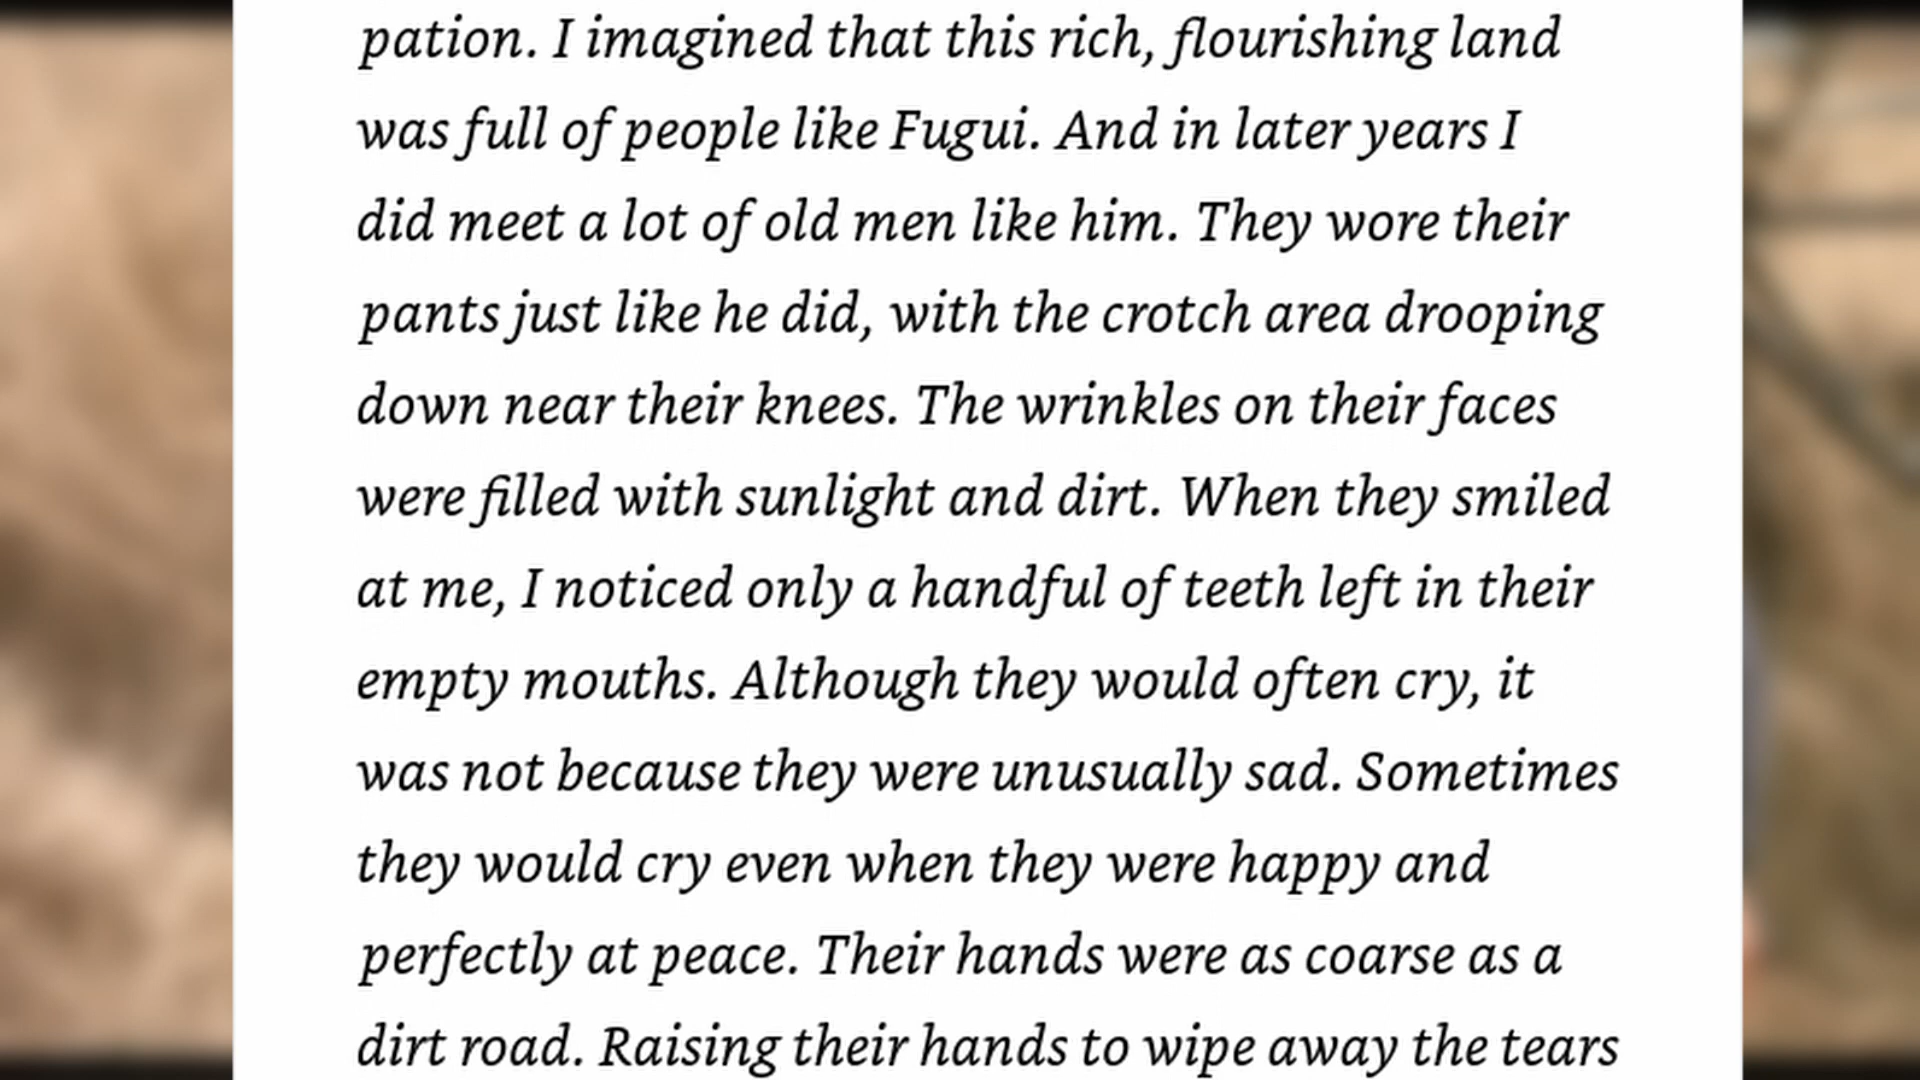 pation. I imagined that this rich, flourishing land
was full of people like Fugui. And in later years I
did meet a lot of old men like him. They wore their
pants just like he did, with the crotch area drooping
down near their knees. The wrinkles on their faces
were filled with sunlight and dirt. When they smiled
at me, I noticed only a handful of teeth left in their
empty mouths. Although they would often cry, it
was not because they were unusually sad. Sometimes
they would cry even when they were happy and
perfectly at peace. Their hands were as coarse as a
dirt road. Raising their hands to wipe away the tears